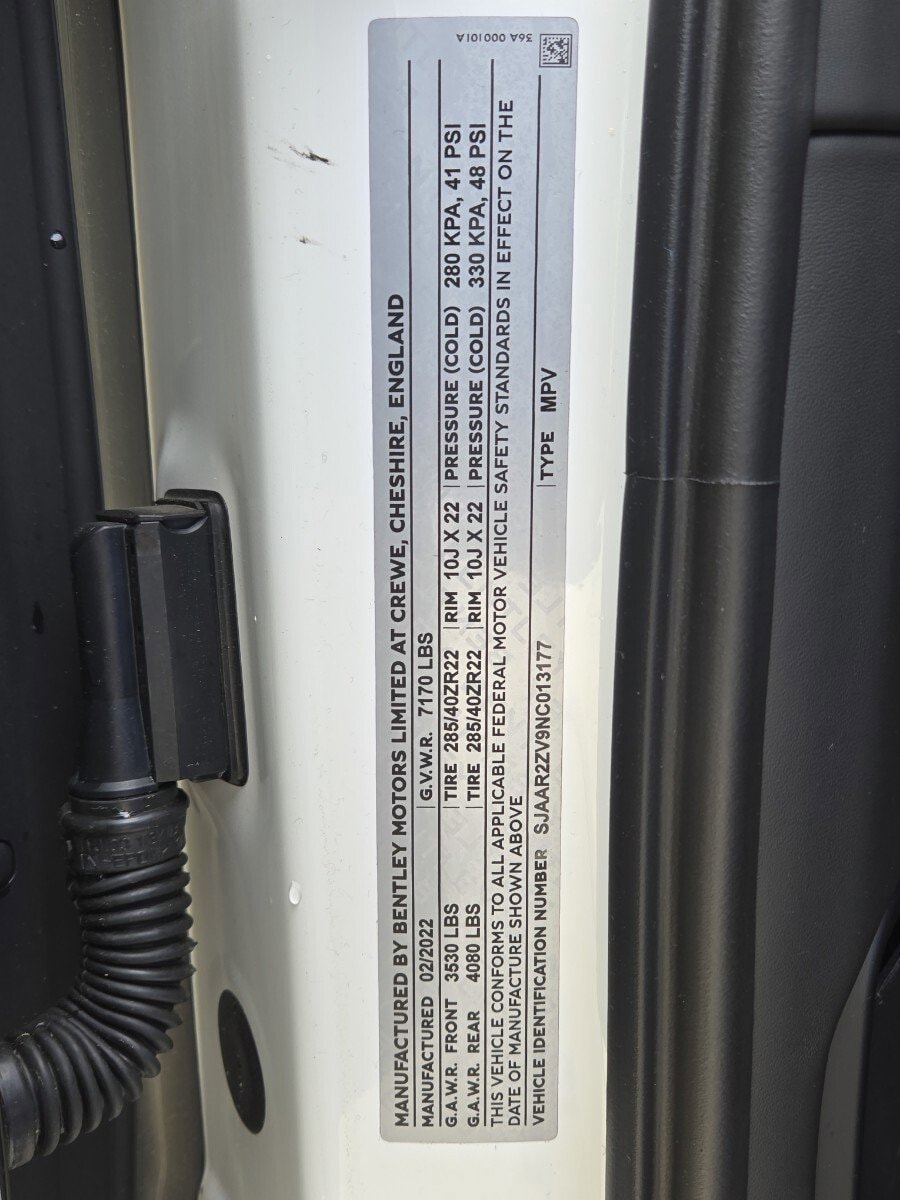 MANUFACTURED BY BENTLEY MOTORS LIMITED AT CREWE, CHESHIRE, ENGLAND
MANUFACTURED 02/2022 G.V.W.R. 7170 LBS
G.A.W.R. FRONT 3530 LBS TIRE 285/40ZR22 RIM 10J X 22 PRESSURE (COLD) 280 KPA, 41 PSI
G.A.W.R. REAR 4080 LBS TIRE 285/40ZR22 RIM 10J X 22 PRESSURE (COLD) 330 KPA, 48 PSI
THIS VEHICLE CONFORMS TO ALL APPLICABLE FEDERAL MOTOR VEHICLE SAFETY STANDARDS IN EFFECT ON THE
DATE OF MANUFACTURE SHOWN ABOVE
VEHICLE IDENTIFICATION NUMBER SJAAR2ZV9NC013177 TYPE MPV
36A 000101A